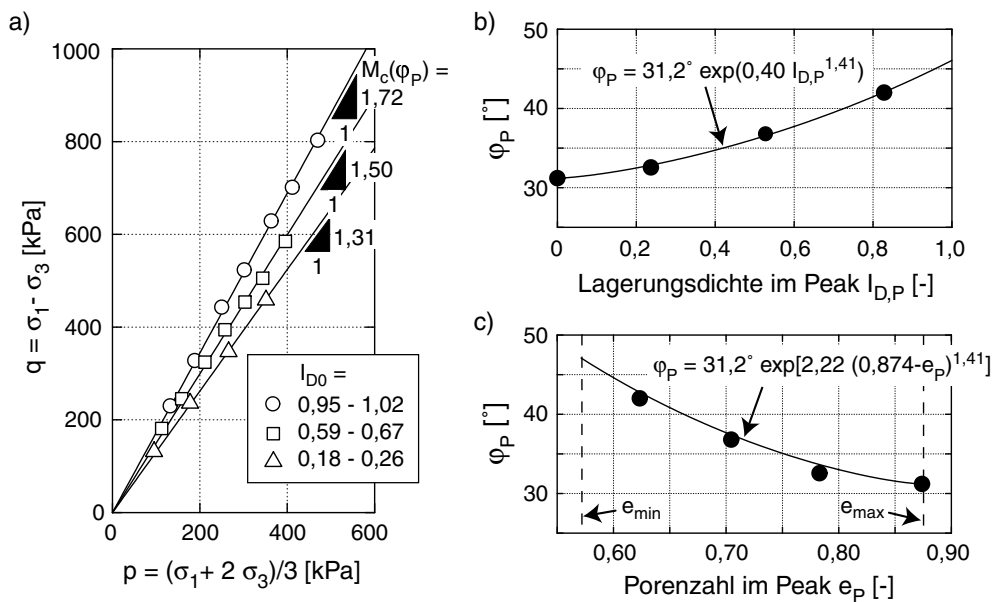 a)
1000
800
600
400
200
0
q = σ1 - σ3 [kPa]
0
200
400
600
p = (σ1+ 2 σ3)/3 [kPa]
Mc(φP) =
1,72
1
1,50
1
1,31
1
ID0 =
0,95 - 1,02
0,59 - 0,67
0,18 - 0,26
b)
50
40
30
φP [°]
φP = 31,2° exp(0,40 ID,P^1,41)
0
0,2
0,4
0,6
0,8
1,0
Lagerungsdichte im Peak ID,P [-]
c)
50
40
30
φP [°]
φP = 31,2° exp[2,22 (0,874-eP)^1,41]
emin
emax
0,60
0,70
0,80
0,90
Porenzahl im Peak eP [-]